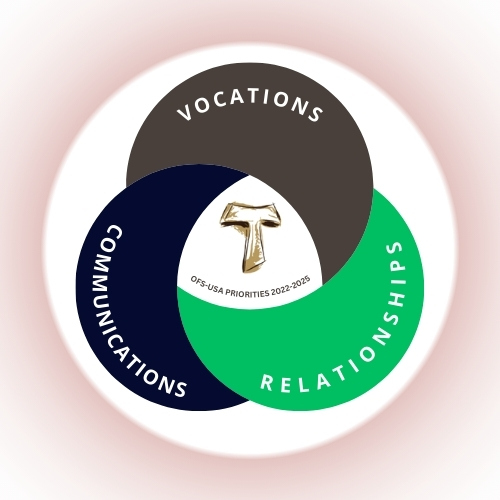 VOCATIONS
COMMUNICATIONS
RELATIONSHIPS
OFS-USA PRIORITIES 2022-2025